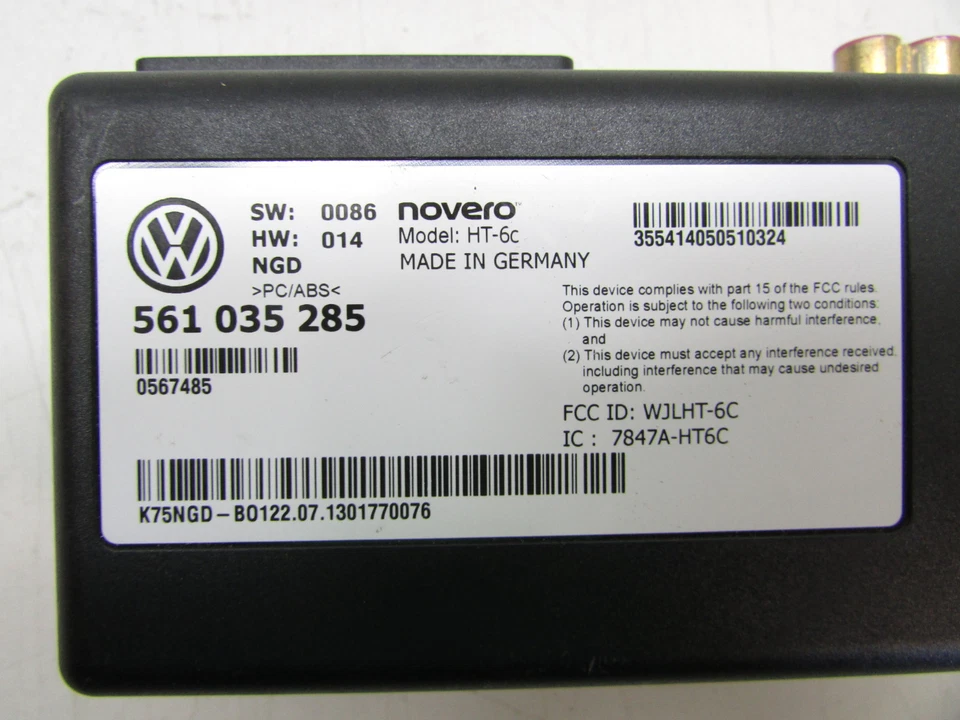 SW: 0086
HW: 014
NGD
>PC/ABS<
561 035 285
0567485
novero™
Model: HT-6c
MADE IN GERMANY
355414050510324
This device complies with part 15 of the FCC rules.
Operation is subject to the following two conditions:
(1) This device may not cause harmful interference,
and
(2) This device must accept any interference received,
including interference that may cause undesired
operation.
FCC ID: WJLHT-6C
IC : 7847A-HT6C
K75NGD-BO122.07.1301770076